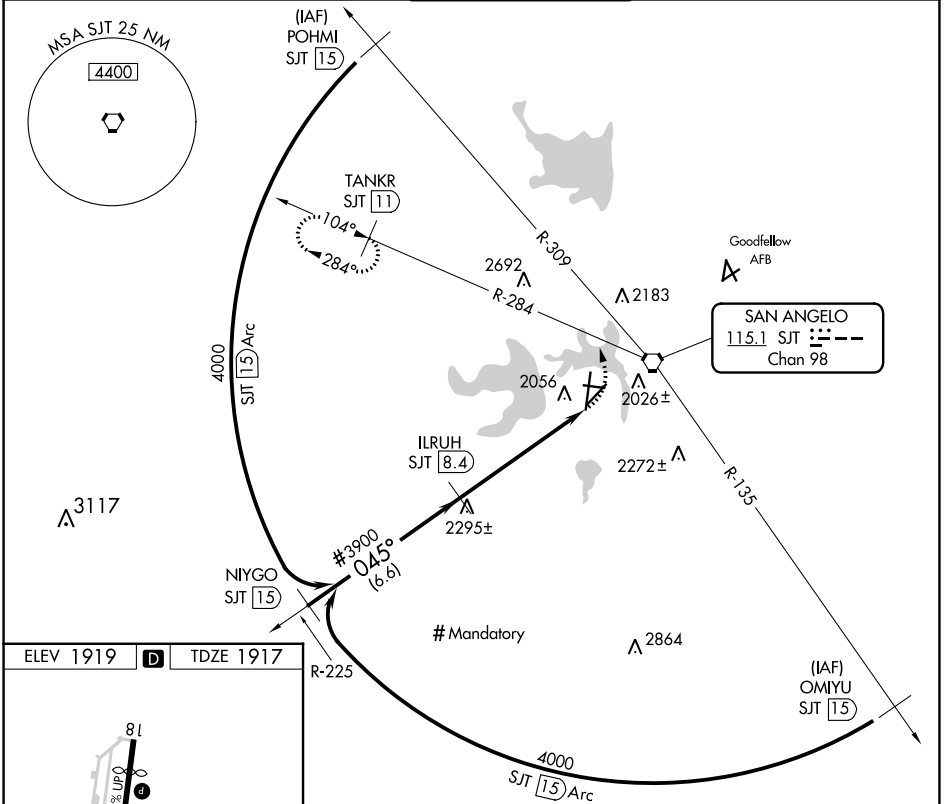 MSA SJT 25 NM
4400
(IAF)
POHMI
SJT 15
TANKR
SJT 11
104°
284°
R-309
2692
R-284
2183
Goodfellow
AFB
SAN ANGELO
115.1 SJT
Chan 98
4000
SJT 15 Arc
2056
2026±
ILRUH
SJT 8.4
2272±
R-135
3117
2295±
#3900
045°
(6.6)
NIYGO
SJT 15
# Mandatory
2864
R-225
(IAF)
OMIYU
SJT 15
4000
SJT 15 Arc
ELEV 1919 D TDZE 1917
18
% UP
P